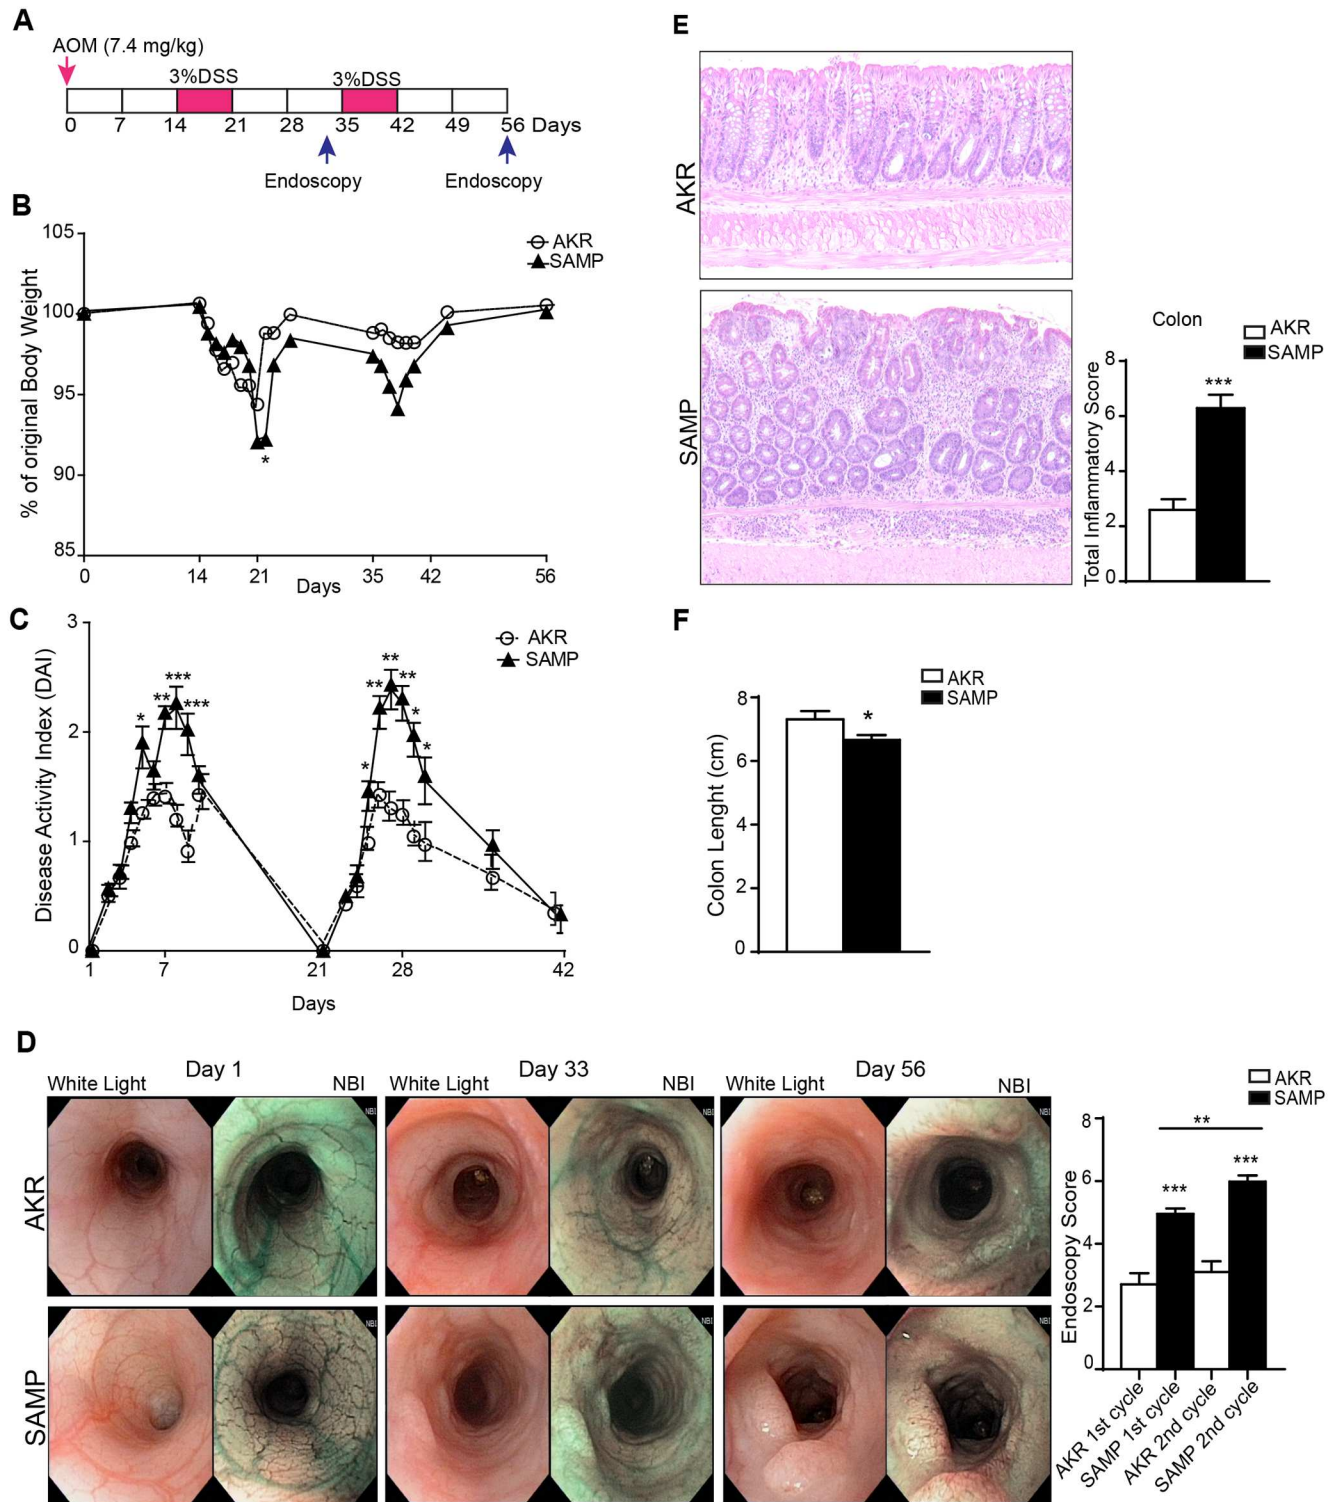 A
AOM (7.4 mg/kg)
3%DSS
3%DSS
0 7 14 21 28 35 42 49 56 Days
Endoscopy
Endoscopy
B
% of original Body Weight
105
100
95
90
85
AKR
SAMP
*
0 14 21 35 42 56
Days
C
Disease Activity Index (DAI)
3
2
1
0
AKR
SAMP
* ** *** ***
* ** ** ** * *
1 7 21 28 42
Days
D
Day 1
Day 33
Day 56
White Light
NBI
White Light
NBI
White Light
NBI
AKR
SAMP
NBI
NBI
NBI
NBI
NBI
NBI
AKR
SAMP
Endoscopy Score
8
6
4
2
0
**
***
***
AKR 1st cycle
SAMP 1st cycle
AKR 2nd cycle
SAMP 2nd cycle
E
AKR
SAMP
Colon
AKR
SAMP
Total Inflammatory Score
8
6
4
2
0
***
F
AKR
SAMP
Colon Lenght (cm)
8
6
4
2
0
*